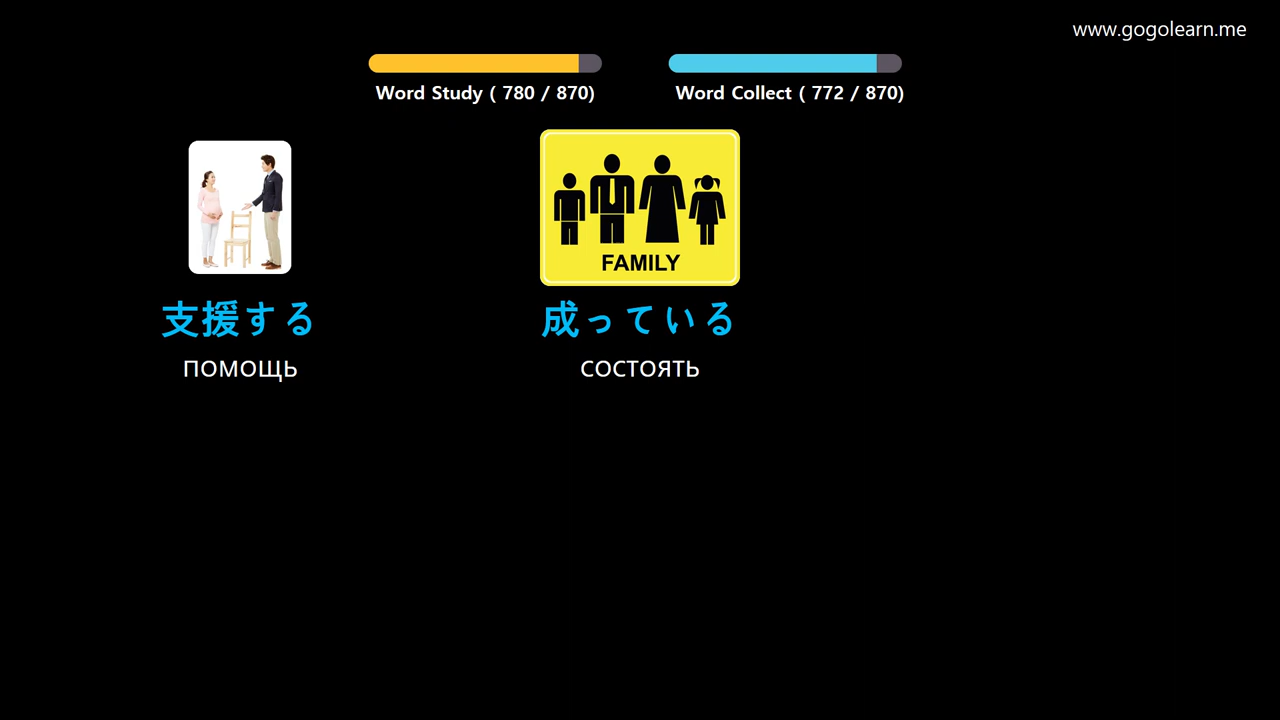 www.gogolearn.me
Word Study ( 780 / 870)
Word Collect ( 772 / 870)
FAMILY
支援する
成っている
ПОМОЩЬ
СОСТОЯТЬ